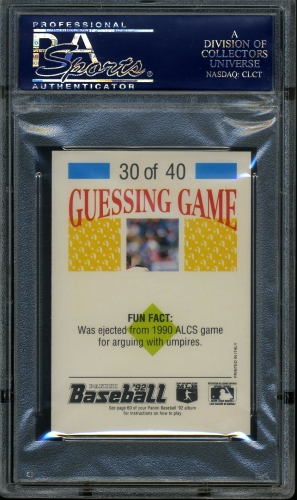 PROFESSIONAL
PSA
Sports
AUTHENTICATOR
A
DIVISION OF
COLLECTORS
UNIVERSE
NASDAQ: CLCT
30 of 40
GUESSING GAME
FUN FACT:
Was ejected from 1990 ALCS game
for arguing with umpires.
PANINI
Baseball '92
See page 60 of your Panini Baseball '92 album
for instructions on how to play.
PRINTED IN ITALY